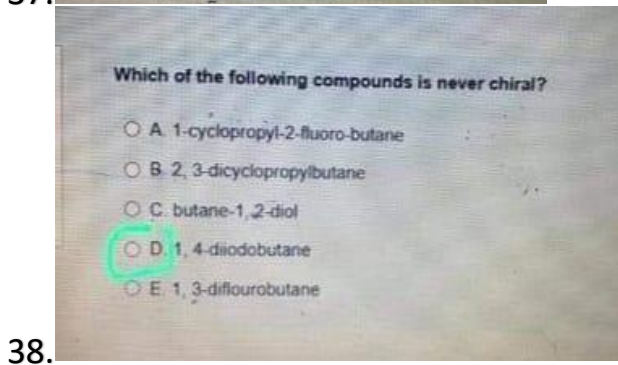 Which of the following compounds is never chiral?
A. 1-cyclopropyl-2-fluoro-butane
B. 2, 3-dicyclopropylbutane
C. butane-1, 2-diol
D. 1, 4-diiodobutane
E. 1, 3-diflourobutane
38.